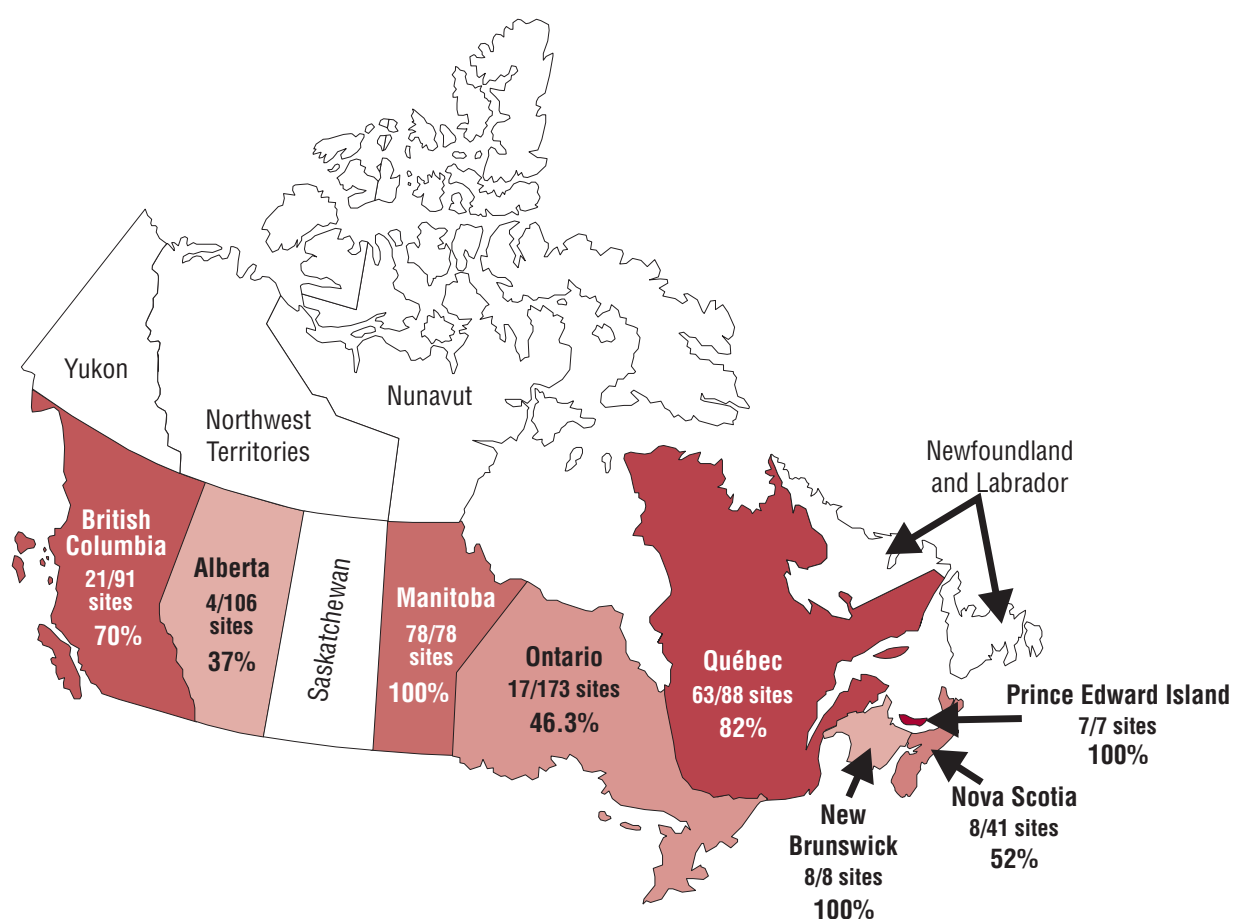 Yukon
Northwest
Territories
Nunavut
Newfoundland
and Labrador
British
Columbia
21/91
sites
70%
Alberta
4/106
sites
37%
Saskatchewan
Manitoba
78/78
sites
100%
Ontario
17/173 sites
46.3%
Québec
63/88 sites
82%
Prince Edward Island
7/7 sites
100%
Nova Scotia
8/41 sites
52%
New
Brunswick
8/8 sites
100%